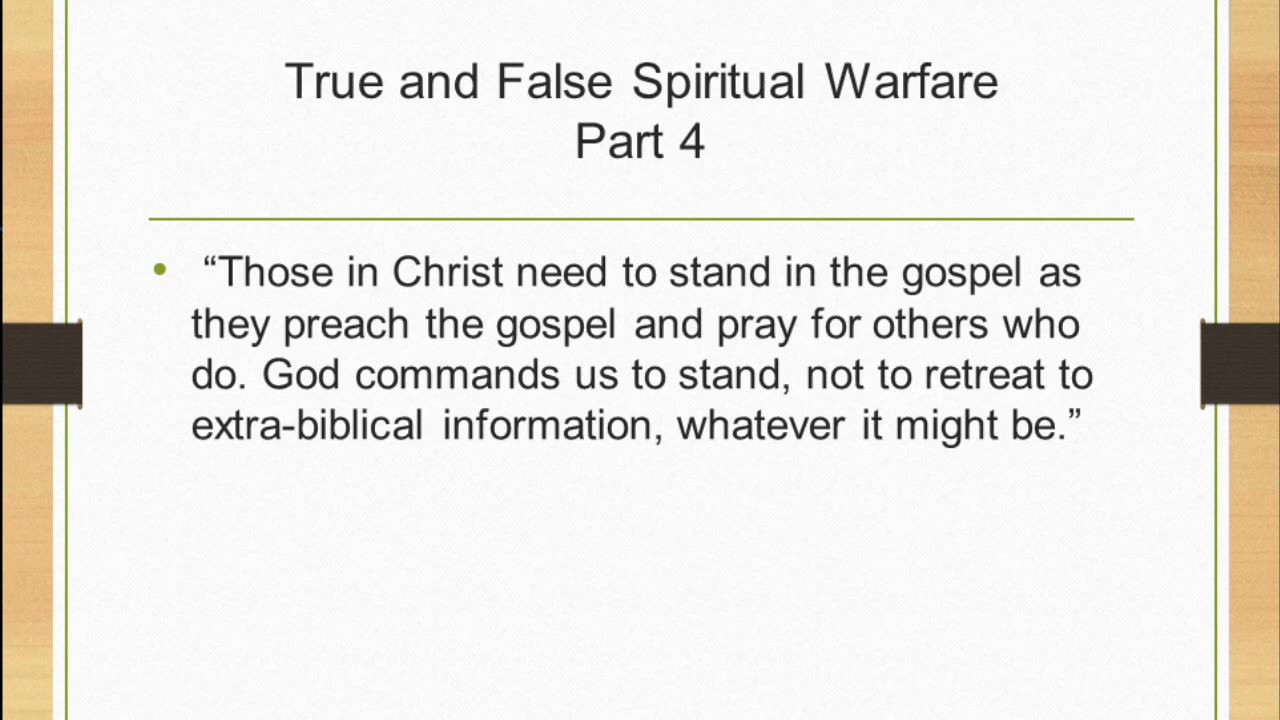 True and False Spiritual Warfare
Part 4
• “Those in Christ need to stand in the gospel as
they preach the gospel and pray for others who
do. God commands us to stand, not to retreat to
extra-biblical information, whatever it might be.”